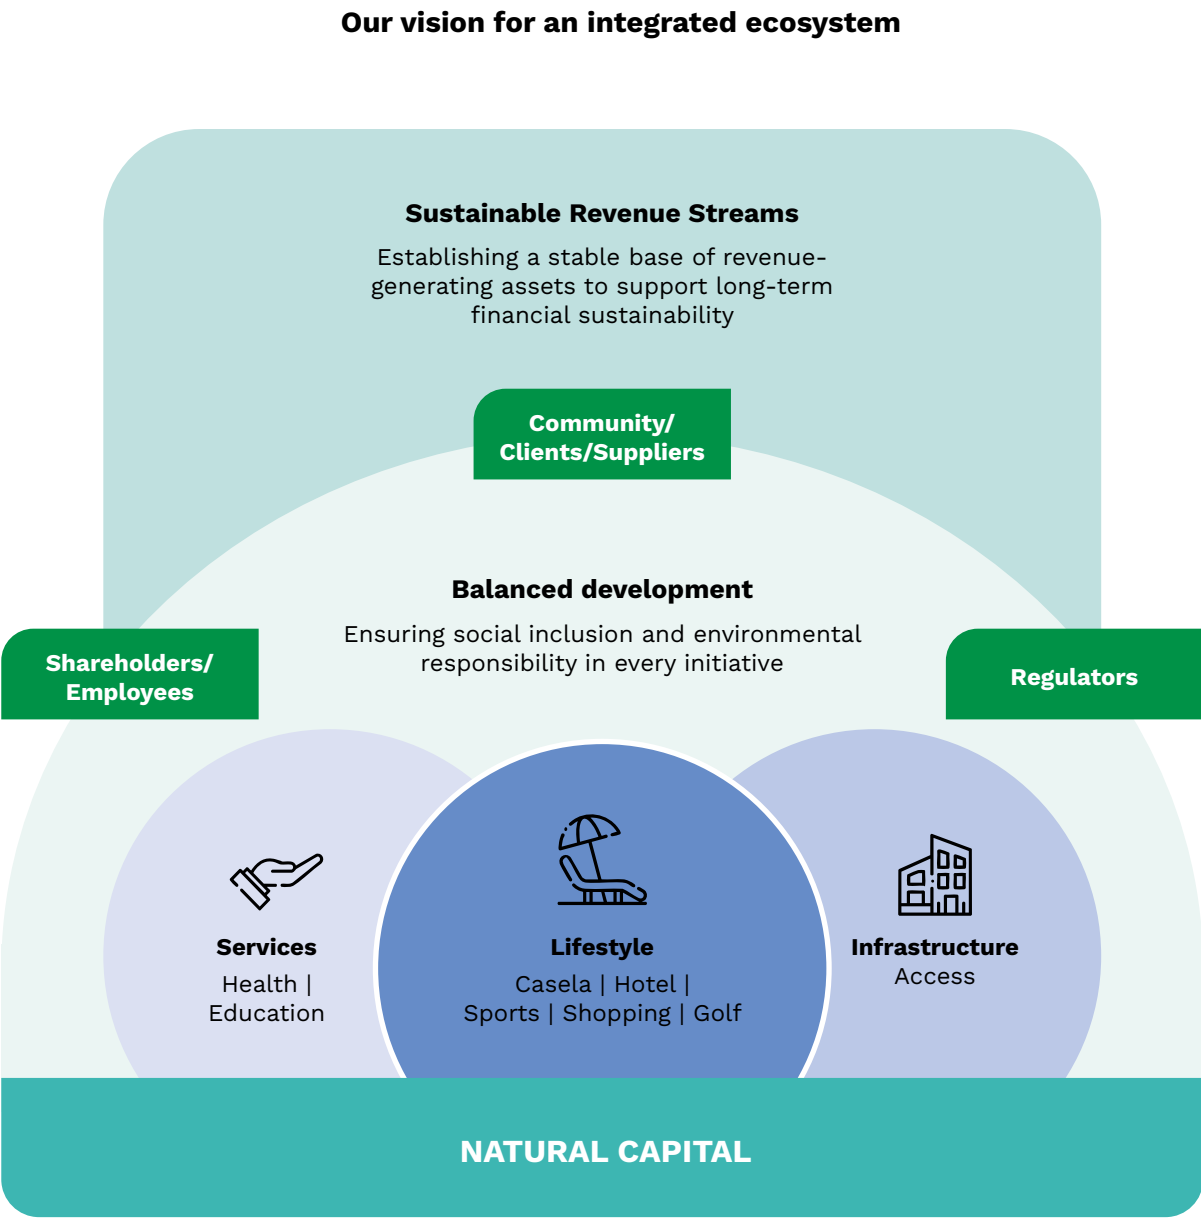 Our vision for an integrated ecosystem
Sustainable Revenue Streams
Establishing a stable base of revenue-
generating assets to support long-term
financial sustainability
Community/
Clients/Suppliers
Balanced development
Ensuring social inclusion and environmental
responsibility in every initiative
Shareholders/
Employees
Regulators
Services
Health |
Education
Lifestyle
Casela | Hotel |
Sports | Shopping | Golf
Infrastructure
Access
NATURAL CAPITAL